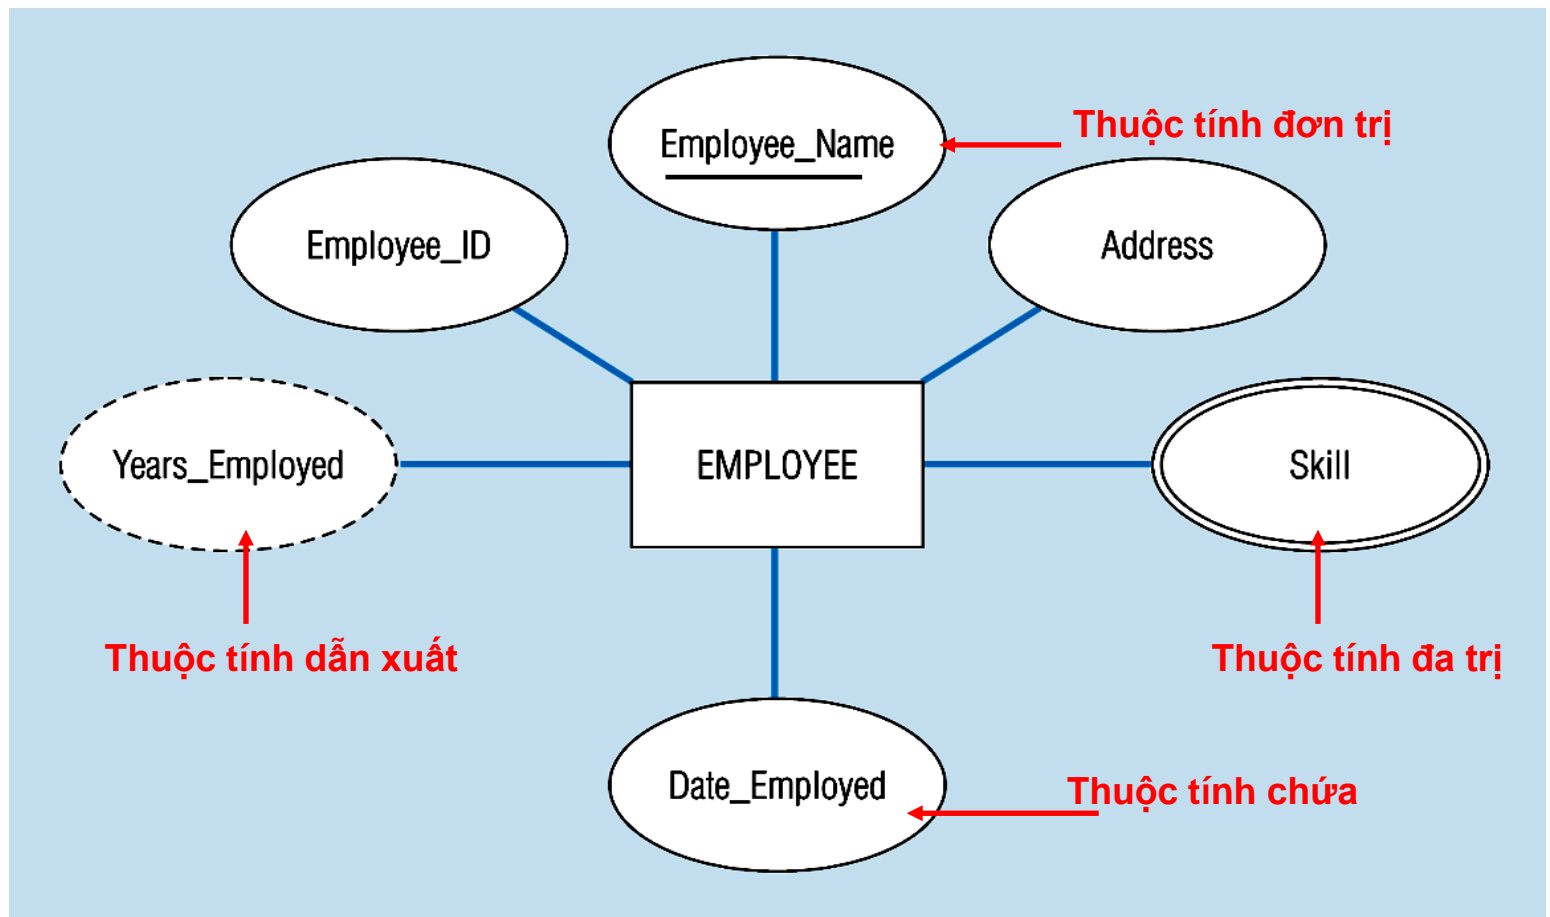 Employee_Name
Thuộc tính đơn trị
Employee_ID
Address
Years_Employed
EMPLOYEE
Skill
Thuộc tính dẫn xuất
Thuộc tính đa trị
Date_Employed
Thuộc tính chứa